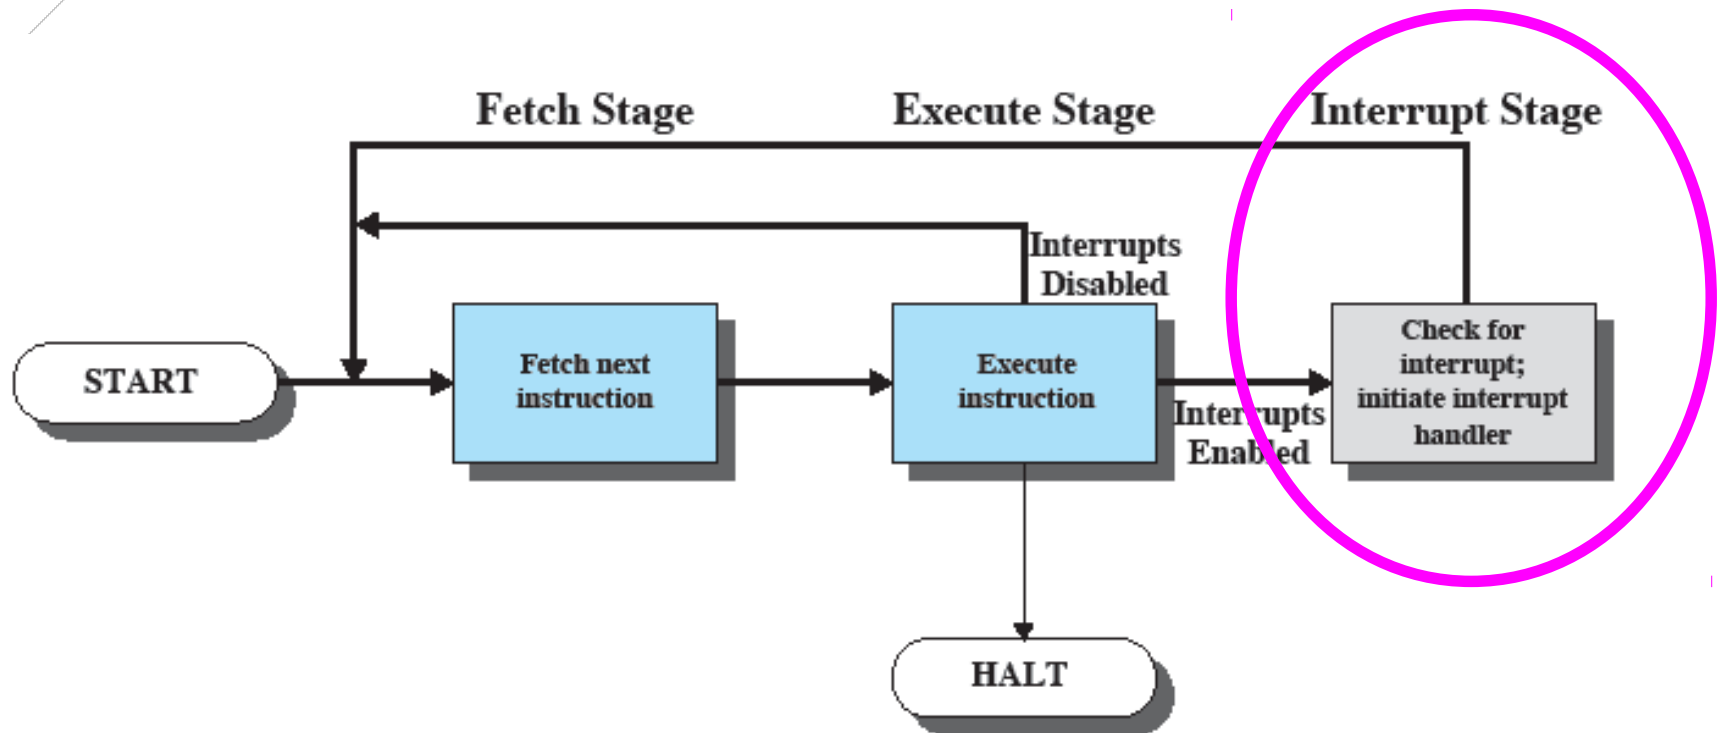 Fetch Stage
Execute Stage
Interrupt Stage
Interrupts
Disabled
START
Fetch next
instruction
Execute
instruction
Interrupts
Enabled
Check for
interrupt;
initiate interrupt
handler
HALT